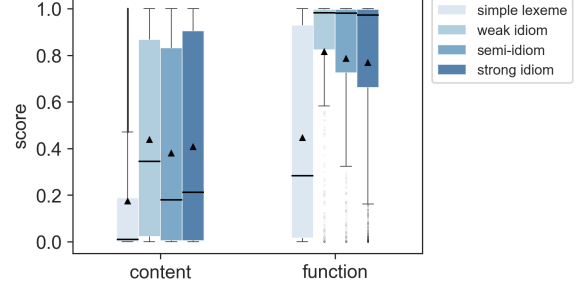 1.0
0.8
0.6
0.4
0.2
0.0
score
content
function
simple lexeme
weak idiom
semi-idiom
strong idiom